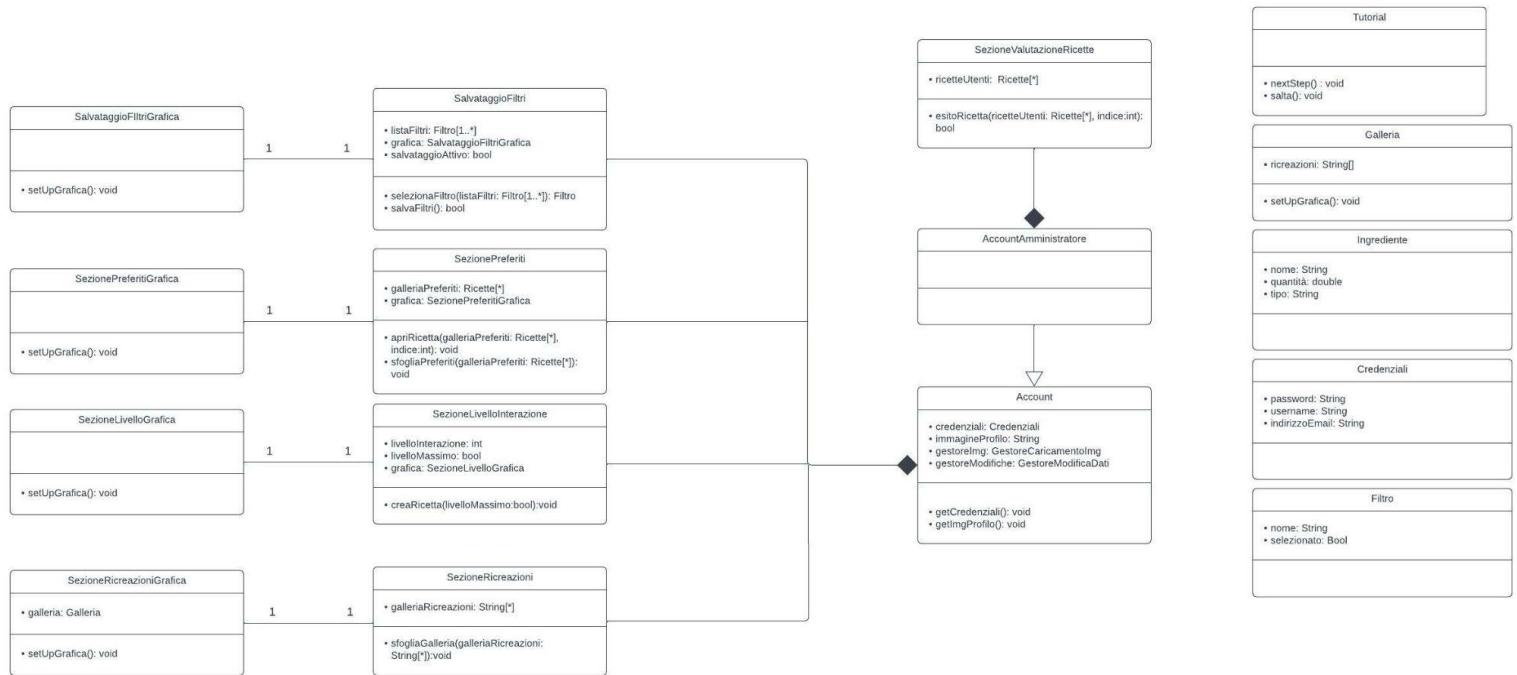 SalvataggioFIltriGrafica
• setUpGrafica(): void
1
1
SalvataggioFiltri
• listaFiltri: Filtro[1..*]
• grafica: SalvataggioFiltriGrafica
• salvataggioAttivo: bool
• selezionaFiltro(listaFiltri: Filtro[1..*]): Filtro
• salvaFiltri(): bool
SezionePreferitiGrafica
• setUpGrafica(): void
1
1
SezionePreferiti
• galleriaPreferiti: Ricette[*]
• grafica: SezionePreferitiGrafica
• apriRicetta(galleriaPreferiti: Ricette[*],
indice:int): void
• sfogliaPreferiti(galleriaPreferiti: Ricette[*]):
void
SezioneLivelloGrafica
• setUpGrafica(): void
1
1
SezioneLivelloInterazione
• livelloInterazione: int
• livelloMassimo: bool
• grafica: SezioneLivelloGrafica
• creaRicetta(livelloMassimo:bool):void
SezioneRicreazioniGrafica
• galleria: Galleria
• setUpGrafica(): void
1
1
SezioneRicreazioni
• galleriaRicreazioni: String[*]
• sfogliaGalleria(galleriaRicreazioni:
String[*]):void
SezioneValutazioneRicette
• ricetteUtenti: Ricette[*]
• esitoRicetta(ricetteUtenti: Ricette[*], indice:int):
bool
AccountAmministratore
Account
• credenziali: Credenziali
• immagineProfilo: String
• gestoreImg: GestoreCaricamentoImg
• gestoreModifiche: GestoreModificaDati
• getCredenziali(): void
• getImgProfilo(): void
Tutorial
• nextStep() : void
• salta(): void
Galleria
• ricreazioni: String[]
• setUpGrafica(): void
Ingrediente
• nome: String
• quantità: double
• tipo: String
Credenziali
• password: String
• username: String
• indirizzoEmail: String
Filtro
• nome: String
• selezionato: Bool